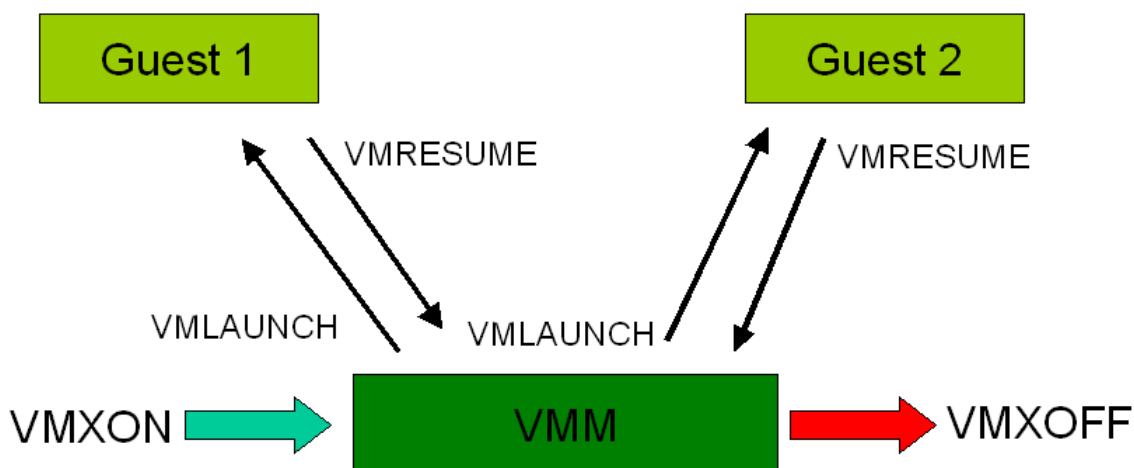 Guest 1
Guest 2
VMRESUME
VMRESUME
VMLAUNCH
VMLAUNCH
VMXON
VMM
VMXOFF